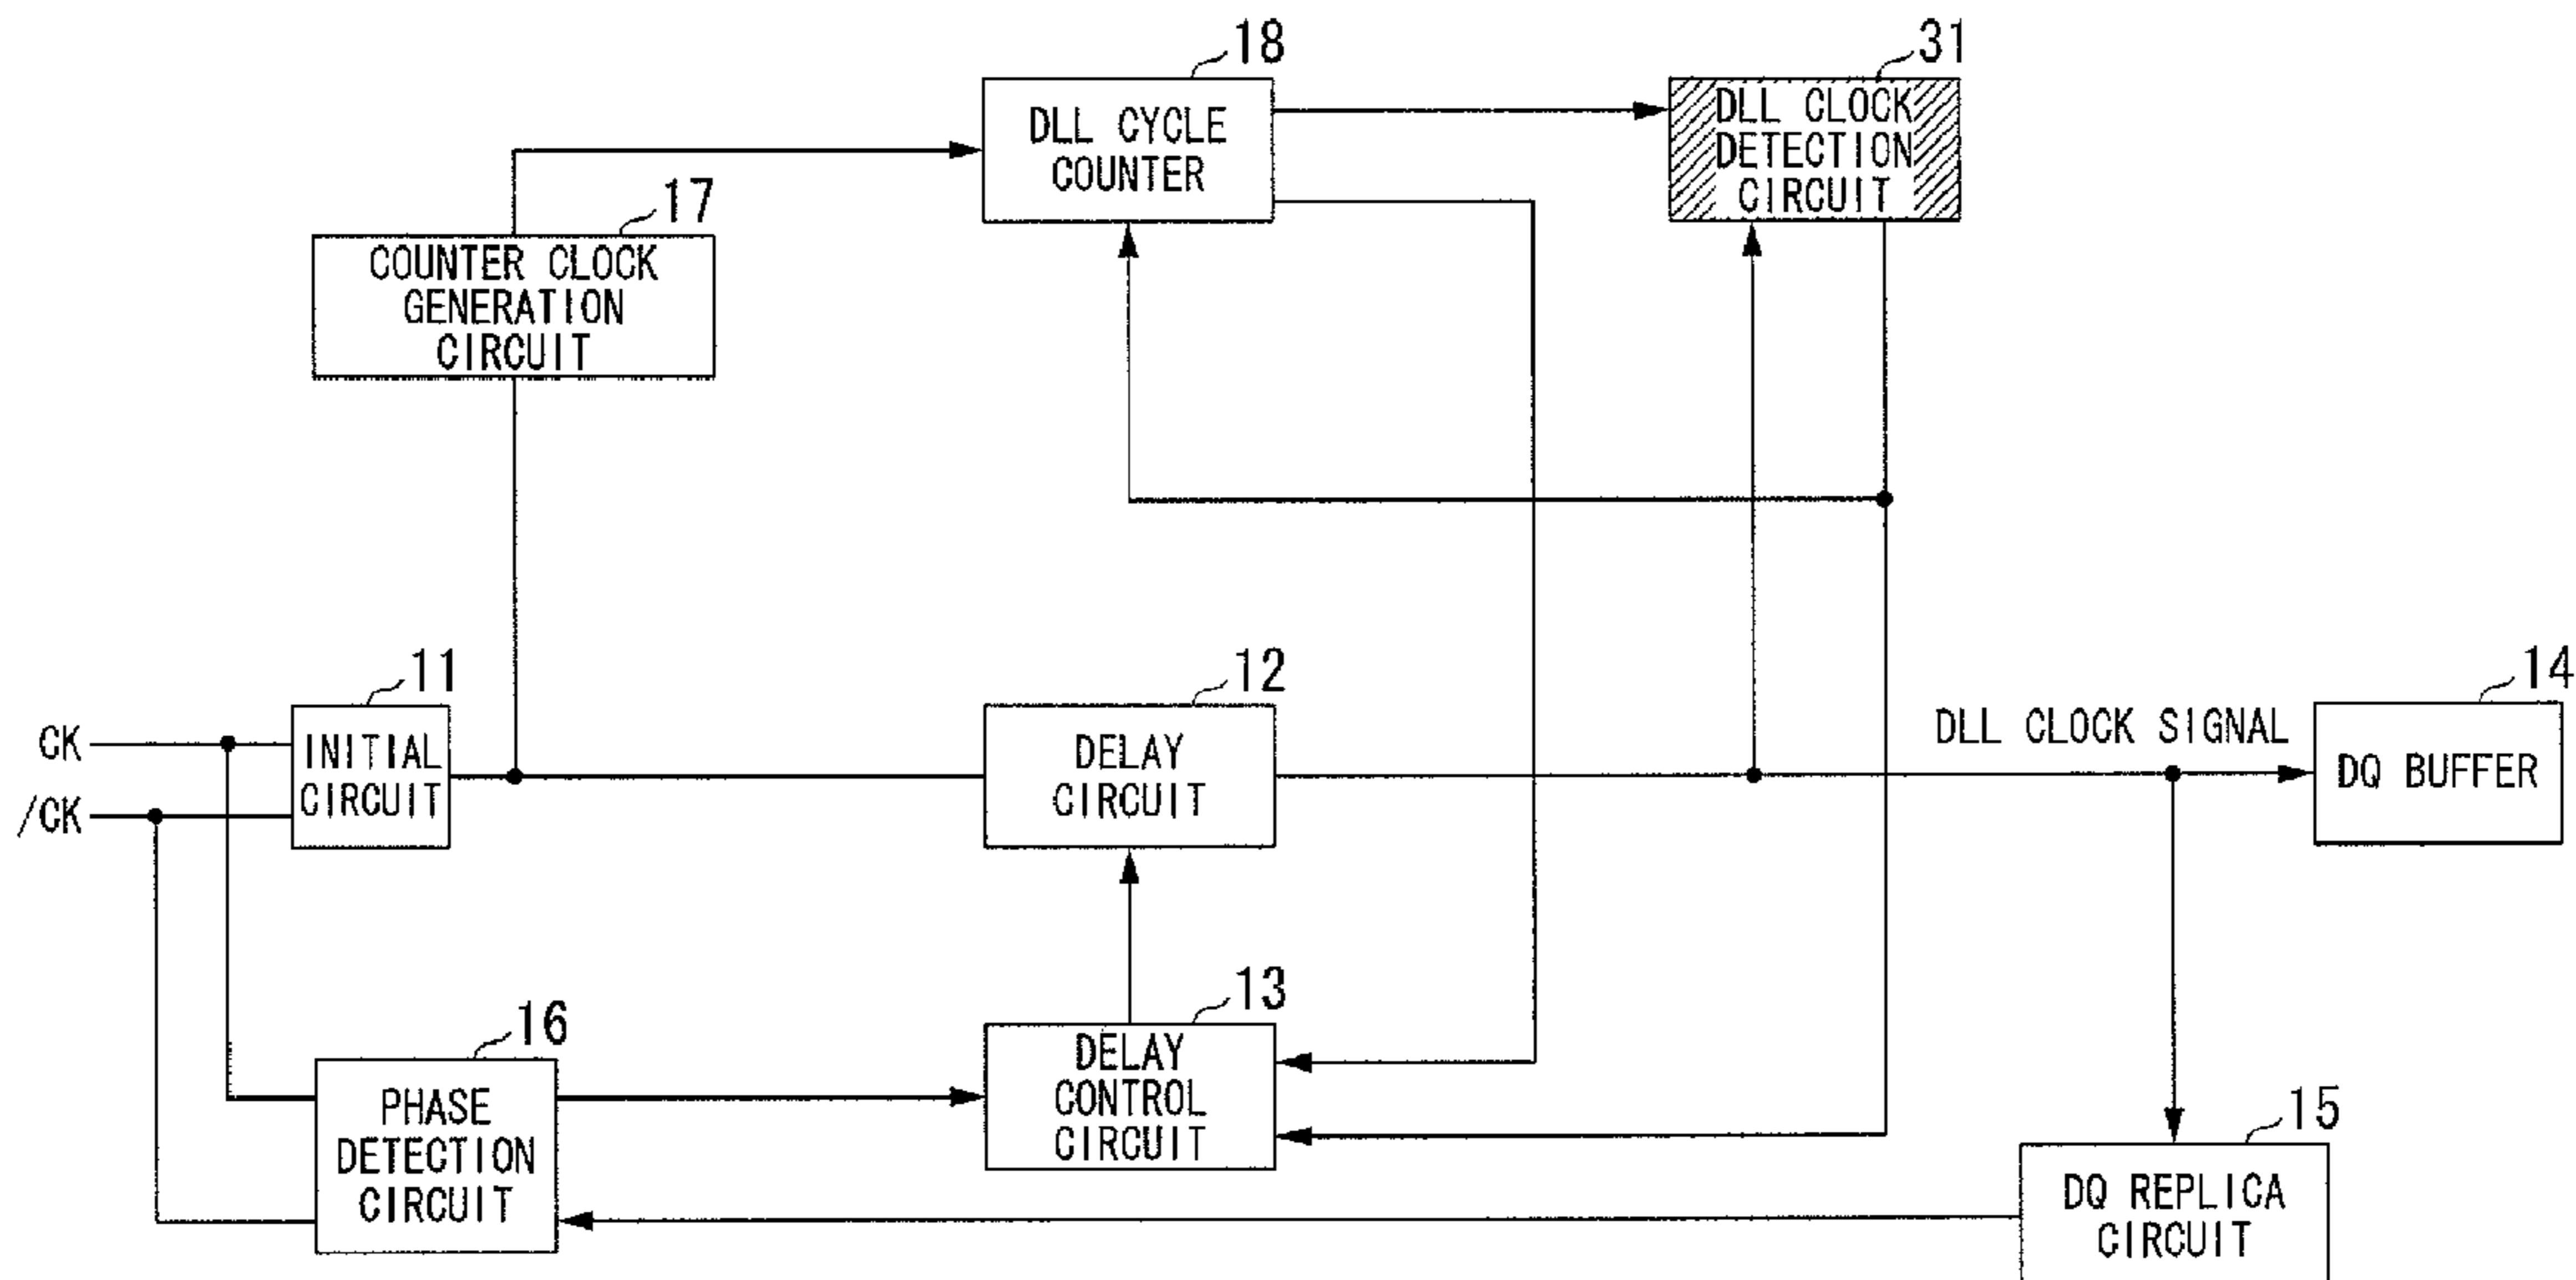 18
DLL CYCLE
COUNTER
31
DLL CLOCK
DETECTION
CIRCUIT
17
COUNTER CLOCK
GENERATION
CIRCUIT
CK
/CK
11
INITIAL
CIRCUIT
12
DELAY
CIRCUIT
DLL CLOCK SIGNAL
14
DQ BUFFER
16
PHASE
DETECTION
CIRCUIT
13
DELAY
CONTROL
CIRCUIT
15
DQ REPLICA
CIRCUIT